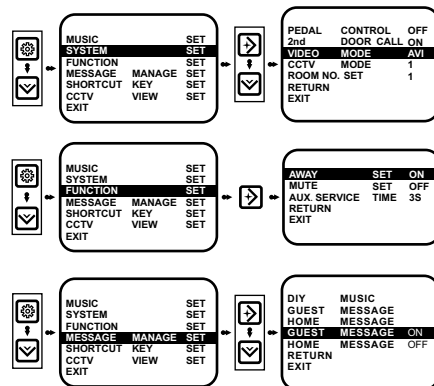 MUSIC SET
SYSTEM SET
FUNCTION SET
MESSAGE MANAGE SET
SHORTCUT KEY SET
CCTV VIEW SET
EXIT
PEDAL CONTROL OFF
2nd DOOR CALL ON
VIDEO MODE AVI
CCTV MODE 1
ROOM NO. SET 1
RETURN
EXIT
MUSIC SET
SYSTEM SET
FUNCTION SET
MESSAGE MANAGE SET
SHORTCUT KEY SET
CCTV VIEW SET
EXIT
AWAY SET ON
MUTE SET OFF
AUX. SERVICE TIME 3S
RETURN
EXIT
MUSIC SET
SYSTEM SET
FUNCTION SET
MESSAGE MANAGE SET
SHORTCUT KEY SET
CCTV VIEW SET
EXIT
DIY MUSIC
GUEST MESSAGE
HOME MESSAGE
GUEST MESSAGE ON
HOME MESSAGE OFF
RETURN
EXIT